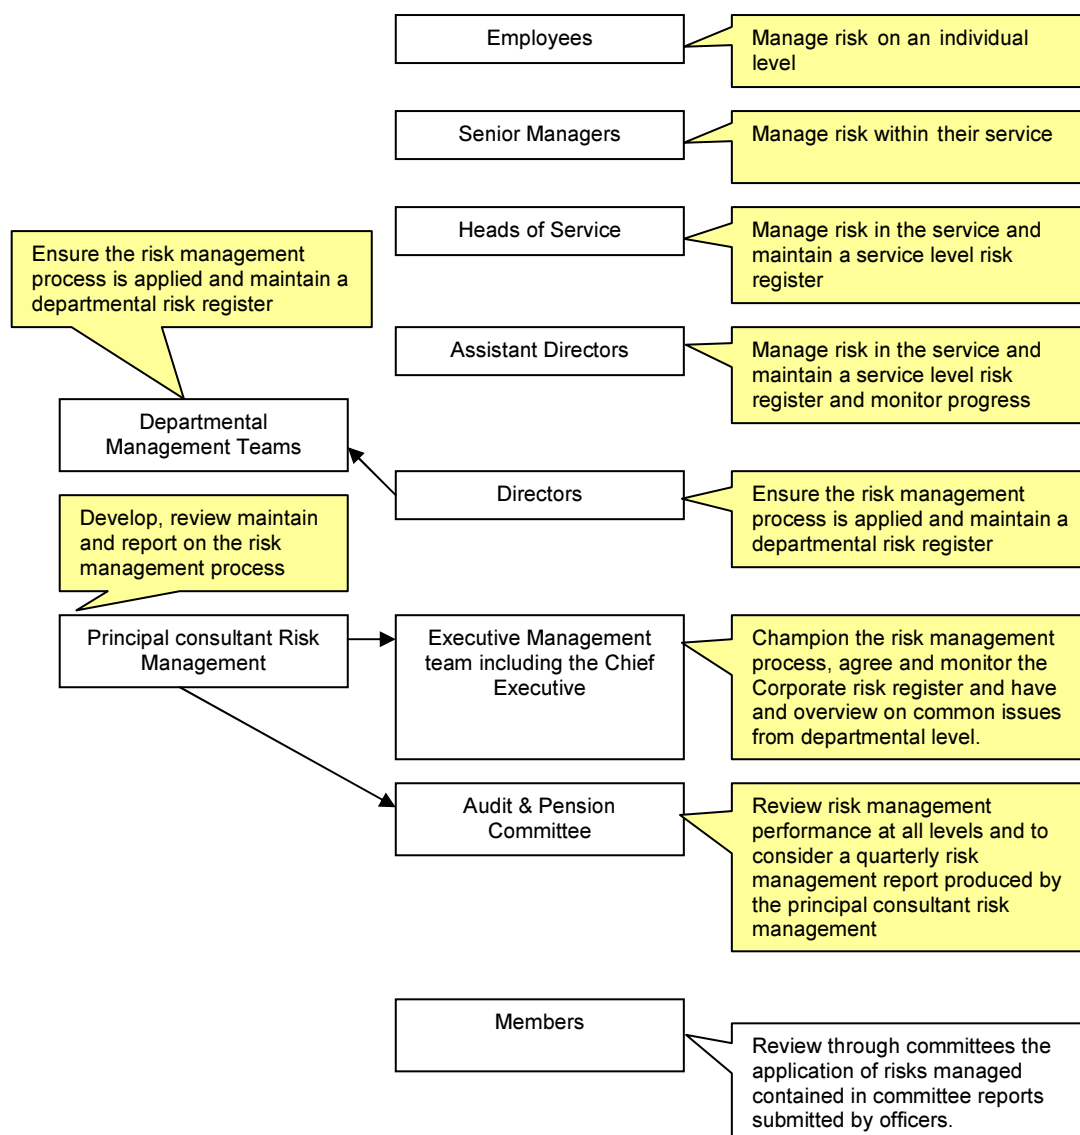 Employees
Manage risk on an individual
level
Senior Managers
Manage risk within their service
Heads of Service
Manage risk in the service and
maintain a service level risk
register
Ensure the risk management
process is applied and maintain a
departmental risk register
Assistant Directors
Manage risk in the service and
maintain a service level risk
register and monitor progress
Departmental
Management Teams
Directors
Ensure the risk management
process is applied and maintain a
departmental risk register
Develop, review maintain
and report on the risk
management process
Principal consultant Risk
Management
Executive Management
team including the Chief
Executive
Champion the risk management
process, agree and monitor the
Corporate risk register and have
and overview on common issues
from departmental level.
Audit & Pension
Committee
Review risk management
performance at all levels and to
consider a quarterly risk
management report produced by
the principal consultant risk
management
Members
Review through committees the
application of risks managed
contained in committee reports
submitted by officers.